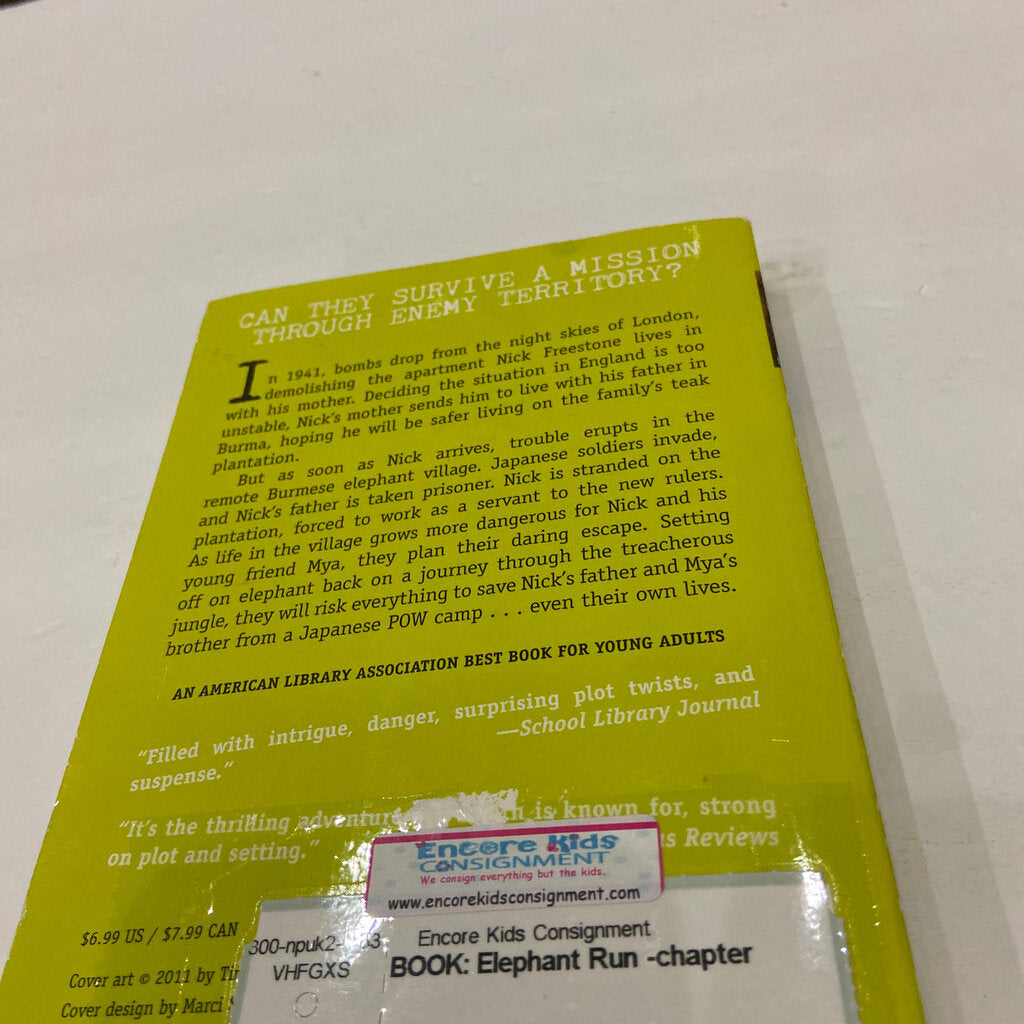 CAN THEY SURVIVE A MISSION
THROUGH ENEMY TERRITORY?
In 1941, bombs drop from the night skies of London,
demolishing the apartment Nick Freestone lives in
with his mother. Deciding the situation in England is too
unstable, Nick's mother sends him to live with his father in
Burma, hoping he will be safer living on the family's teak
plantation.
But as soon as Nick arrives, trouble erupts in the
remote Burmese elephant village. Japanese soldiers invade,
and Nick's father is taken prisoner. Nick is stranded on the
plantation, forced to work as a servant to the new rulers.
As life in the village grows more dangerous for Nick and his
young friend Mya, they plan their daring escape. Setting
off on elephant back on a journey through the treacherous
jungle, they will risk everything to save Nick's father and Mya's
brother from a Japanese POW camp . . . even their own lives.
AN AMERICAN LIBRARY ASSOCIATION BEST BOOK FOR YOUNG ADULTS
"Filled with intrigue, danger, surprising plot twists, and
suspense."
—School Library Journal
"It's the thrilling is known for, strong
on plot and setting." Reviews
Encore Kids
CONSIGNMENT
We consign everything but the kids.
www.encorekidsconsignment.com
$6.99 US / $7.99 CAN
Cover art © 2011 by
Cover design by Marci
VHFGXS
Encore Kids Consignment
BOOK: Elephant Run -chapter